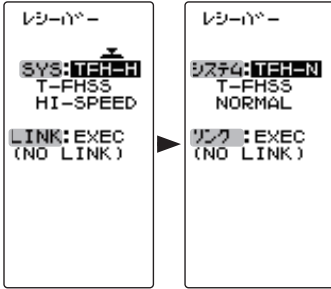 レシーバー
SYS:TFH-H
T-FHSS
HI-SPEED
LINK:EXEC
(NO LINK)
レシーバー
システム:TFH-N
T-FHSS
NORMAL
リンク:EXEC
(NO LINK)